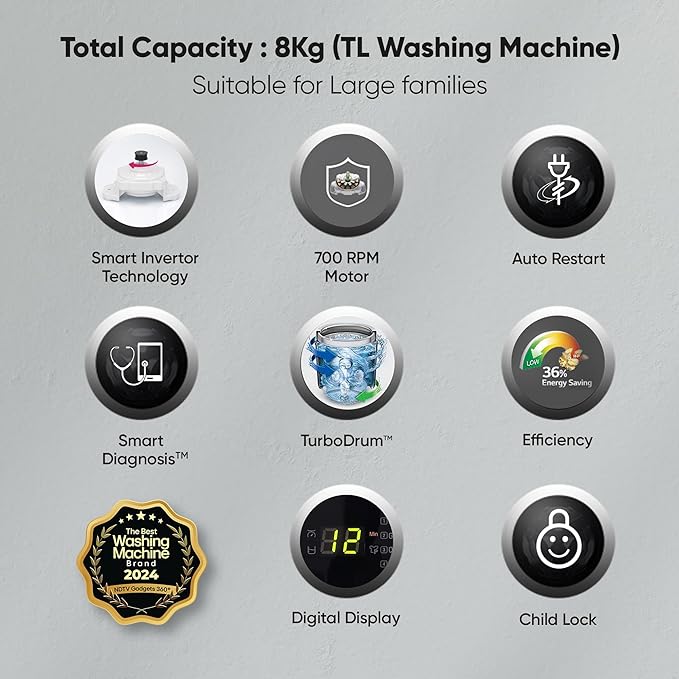 Total Capacity : 8Kg (TL Washing Machine)
Suitable for Large families
Smart Invertor
Technology
700 RPM
Motor
Auto Restart
LOW
36%
Energy Saving
Smart
Diagnosis™
TurboDrum™
Efficiency
The Best
Washing
Machine
Brand
2024
NDTV Gadgets 360°
Min
12
Digital Display
Child Lock